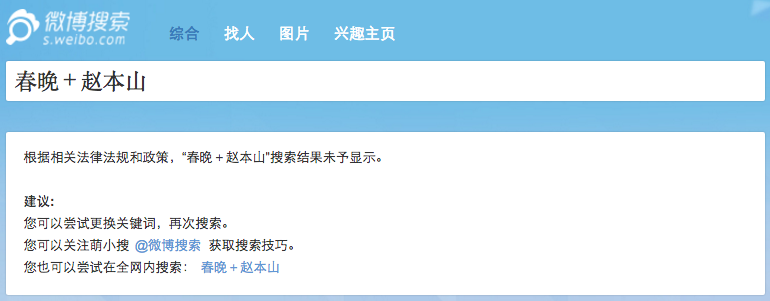 微博搜索
s.weibo.com
综合 找人 图片 兴趣主页
春晚+赵本山
根据相关法律法规和政策，“春晚+赵本山”搜索结果未予显示。
建议:
您可以尝试更换关键词，再次搜索。
您可以关注萌小搜 @微博搜索 获取搜索技巧。
您也可以尝试在全网内搜索： 春晚+赵本山